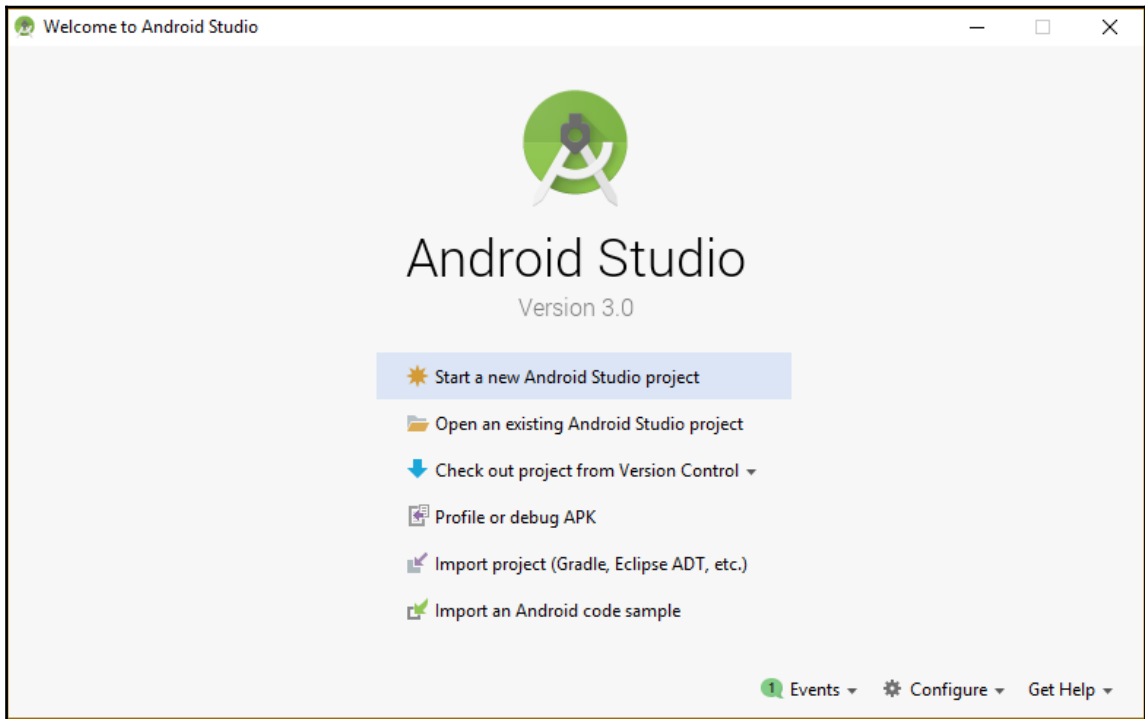 Welcome to Android Studio
Android Studio
Version 3.0
Start a new Android Studio project
Open an existing Android Studio project
Check out project from Version Control
Profile or debug APK
Import project (Gradle, Eclipse ADT, etc.)
Import an Android code sample
1 Events Configure Get Help